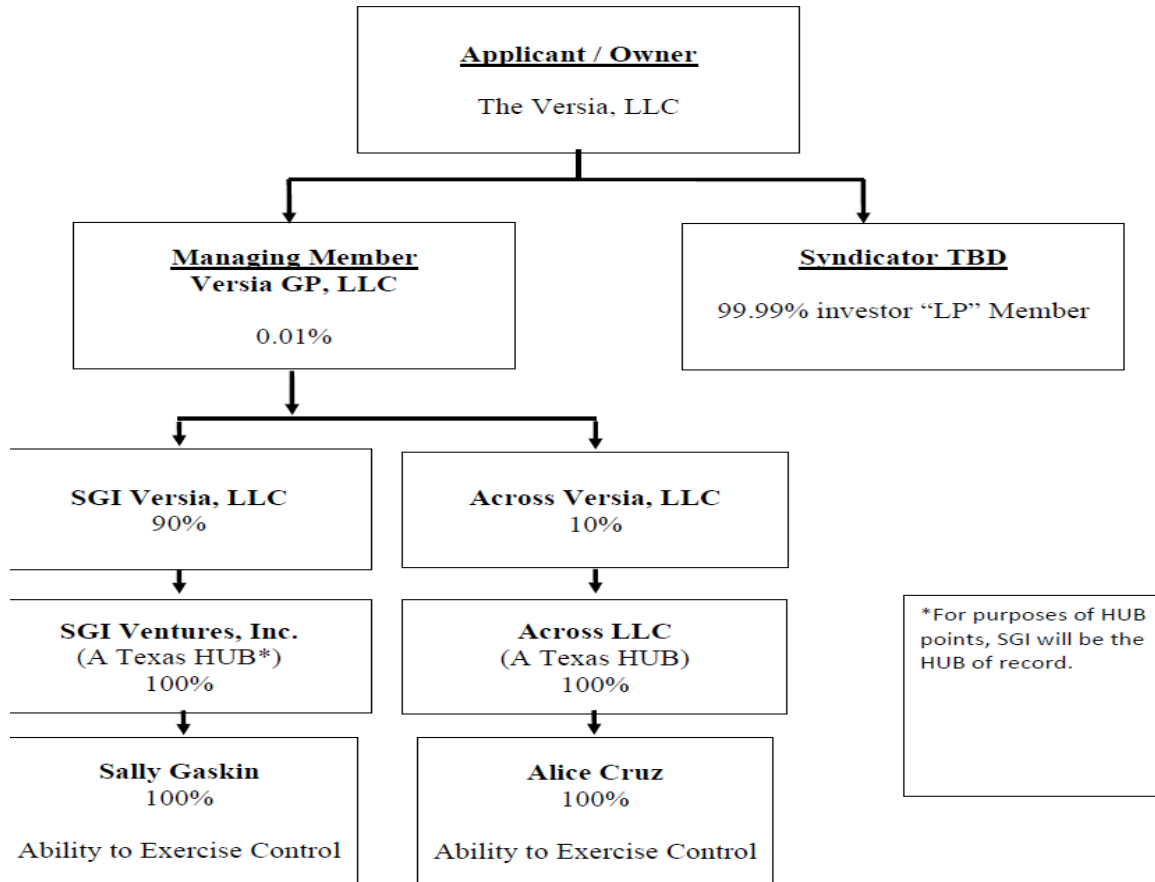 Applicant / Owner
The Versia, LLC
Managing Member
Versia GP, LLC
0.01%
Syndicator TBD
99.99% investor “LP” Member
SGI Versia, LLC
90%
Across Versia, LLC
10%
SGI Ventures, Inc.
(A Texas HUB*)
100%
Across LLC
(A Texas HUB)
100%
*For purposes of HUB
points, SGI will be the
HUB of record.
Sally Gaskin
100%
Ability to Exercise Control
Alice Cruz
100%
Ability to Exercise Control